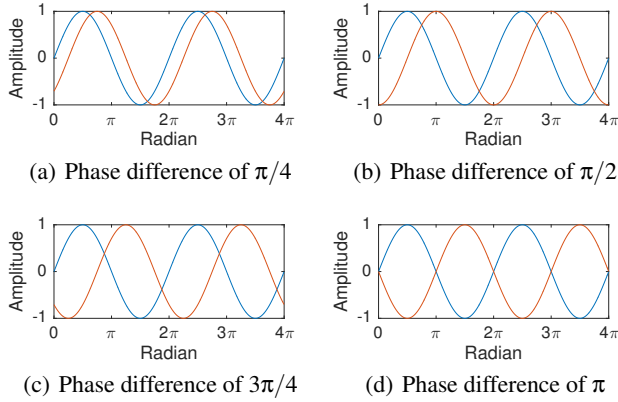 1
0
-1
Amplitude
0 π 2π 3π 4π
Radian
(a) Phase difference of π/4
1
0
-1
Amplitude
0 π 2π 3π 4π
Radian
(b) Phase difference of π/2
1
0
-1
Amplitude
0 π 2π 3π 4π
Radian
(c) Phase difference of 3π/4
1
0
-1
Amplitude
0 π 2π 3π 4π
Radian
(d) Phase difference of π